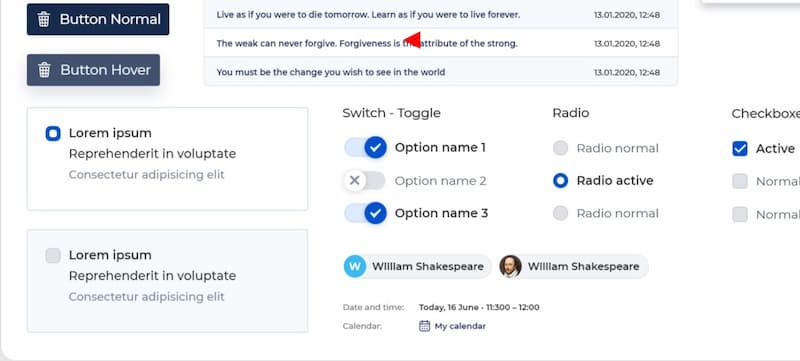 Button Normal
Live as if you were to die tomorrow. Learn as if you were to live forever. 13.01.2020, 12:48
The weak can never forgive. Forgiveness is attribute of the strong. 13.01.2020, 12:48
Button Hover
You must be the change you wish to see in the world 13.01.2020, 12:48
Switch - Toggle
Radio
Checkboxe
Lorem ipsum
Reprehenderit in voluptate
Consectetur adipisicing elit
Option name 1
Radio normal
Active
Option name 2
Radio active
Normal
Option name 3
Radio normal
Normal
Lorem ipsum
Reprehenderit in voluptate
Consectetur adipisicing elit
W WIlliam Shakespeare
WIlliam Shakespeare
Date and time: Today, 16 June - 11:300 – 12:00
Calendar: My calendar